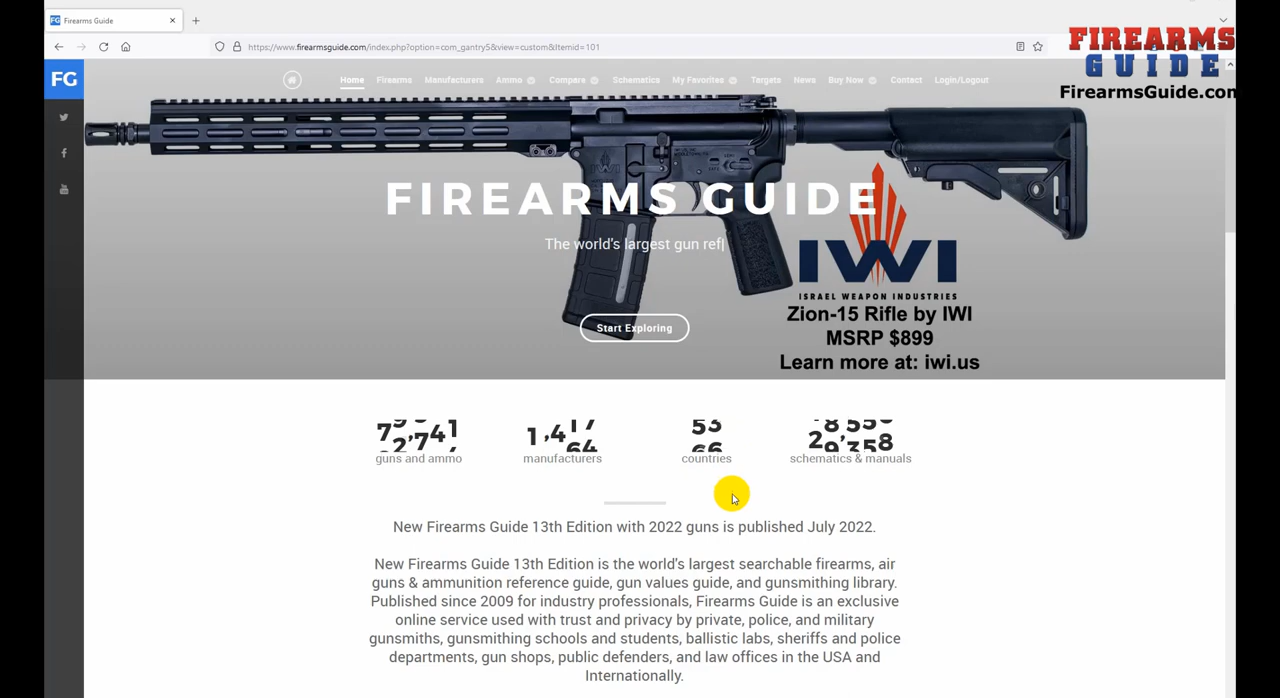 Firearms Guide
https://www.firearmsguide.com/index.php?option=com_gantry5&view=custom&Itemid=101
FIREARMS
GUIDE
FirearmsGuide.com
FG
Home Firearms Manufacturers Ammo Compare Schematics My Favorites Targets News Buy Now Contact Login/Logout
FIREARMS GUIDE
The world's largest gun ref
IWI
ISRAEL WEAPON INDUSTRIES
Zion-15 Rifle by IWI
MSRP $899
Learn more at: iwi.us
Start Exploring
guns and ammo
manufacturers
countries
schematics & manuals
New Firearms Guide 13th Edition with 2022 guns is published July 2022.
New Firearms Guide 13th Edition is the world's largest searchable firearms, air
guns & ammunition reference guide, gun values guide, and gunsmithing library.
Published since 2009 for industry professionals, Firearms Guide is an exclusive
online service used with trust and privacy by private, police, and military
gunsmiths, gunsmithing schools and students, ballistic labs, sheriffs and police
departments, gun shops, public defenders, and law offices in the USA and
Internationally.